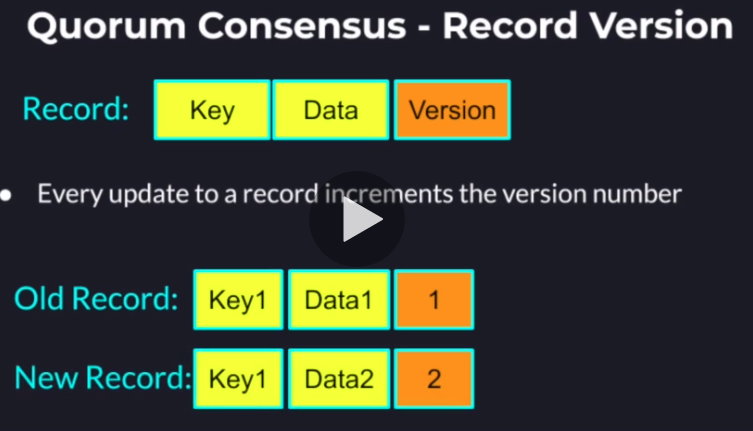 Quorum Consensus - Record Version
Record: Key Data Version
• Every update to a record increments the version number
Old Record: Key1 Data1 1
New Record: Key1 Data2 2